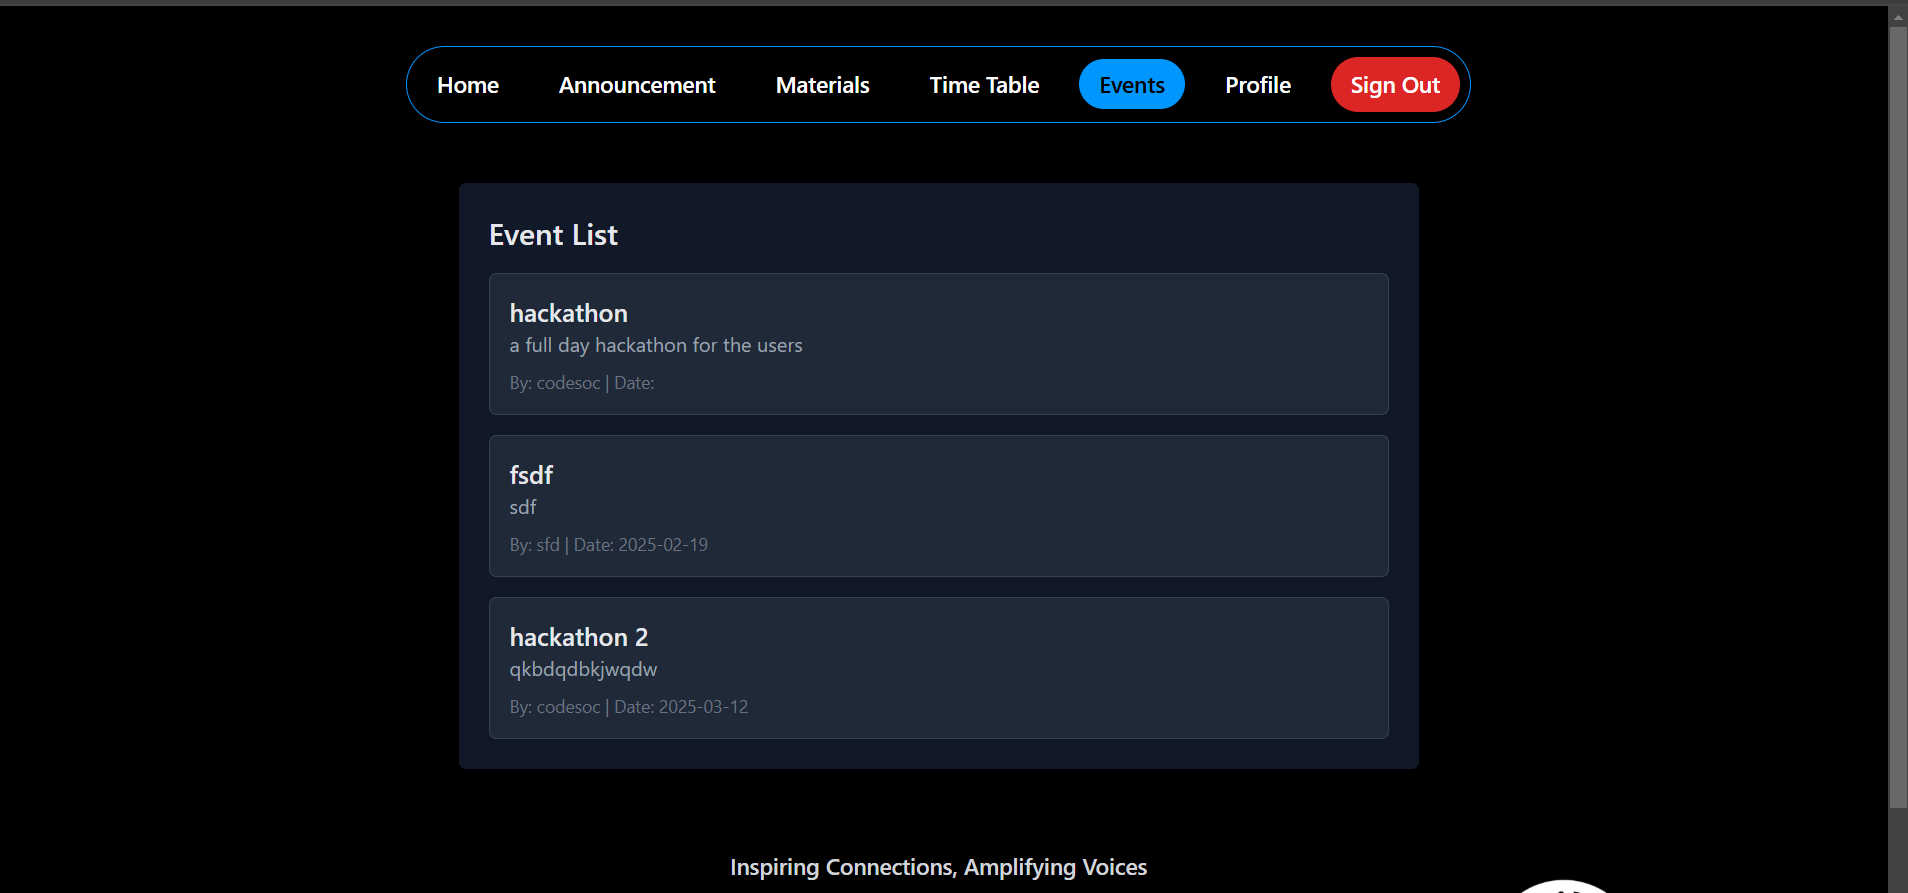 Home Announcement Materials Time Table Events Profile Sign Out
Event List
hackathon
a full day hackathon for the users
By: codesoc | Date:
fsdf
sdf
By: sfd | Date: 2025-02-19
hackathon 2
qkbdqdbkjwqdw
By: codesoc | Date: 2025-03-12
Inspiring Connections, Amplifying Voices